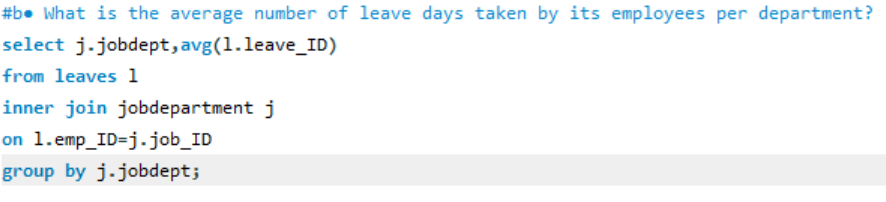 #b● What is the average number of leave days taken by its employees per department?
select j.jobdept,avg(l.leave_ID)
from leaves l
inner join jobdepartment j
on l.emp_ID=j.job_ID
group by j.jobdept;